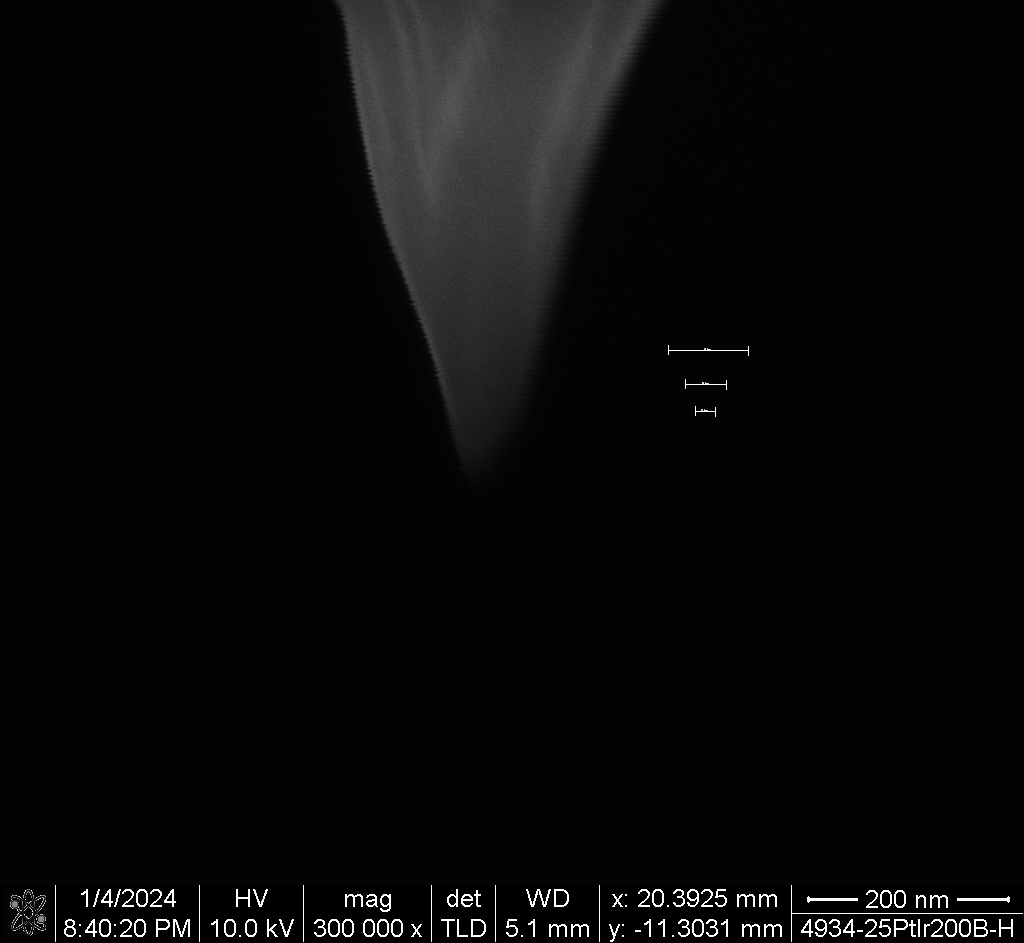 1/4/2024
8:40:20 PM
HV
10.0 kV
mag
300 000 x
det
TLD
WD
5.1 mm
x: 20.3925 mm
y: -11.3031 mm
200 nm
4934-25PtIr200B-H